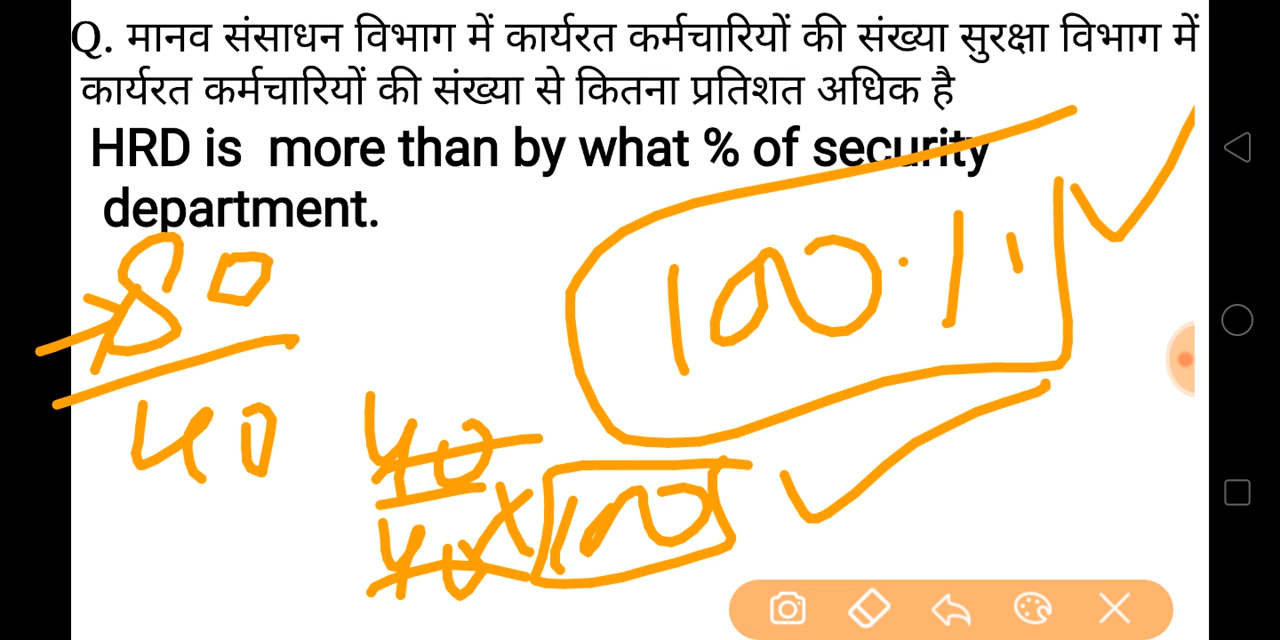 Q. मानव संसाधन विभाग में कार्यरत कर्मचारियों की संख्या सुरक्षा विभाग में
कार्यरत कर्मचारियों की संख्या से कितना प्रतिशत अधिक है
HRD is more than by what % of security
department.
80
100%
40
40
40 × 100